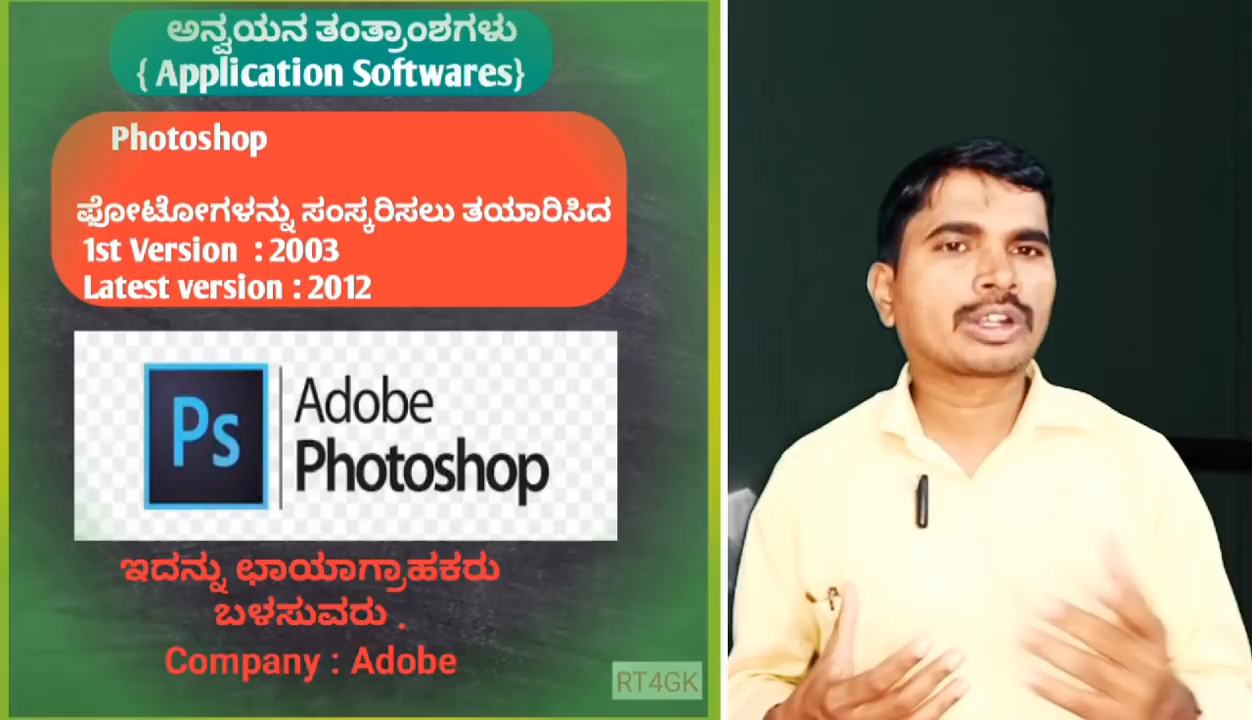 ಅನ್ವಯನ ತಂತ್ರಾಂಶಗಳು
{ Application Softwares}
Photoshop
ಫೋಟೋಗಳನ್ನು ಸಂಸ್ಕರಿಸಲು ತಯಾರಿಸಿದ
1st Version : 2003
Latest version : 2012
Ps
Adobe
Photoshop
ಇದನ್ನು ಛಾಯಾಗ್ರಾಹಕರು
ಬಳಸುವರು .
Company : Adobe
RT4GK